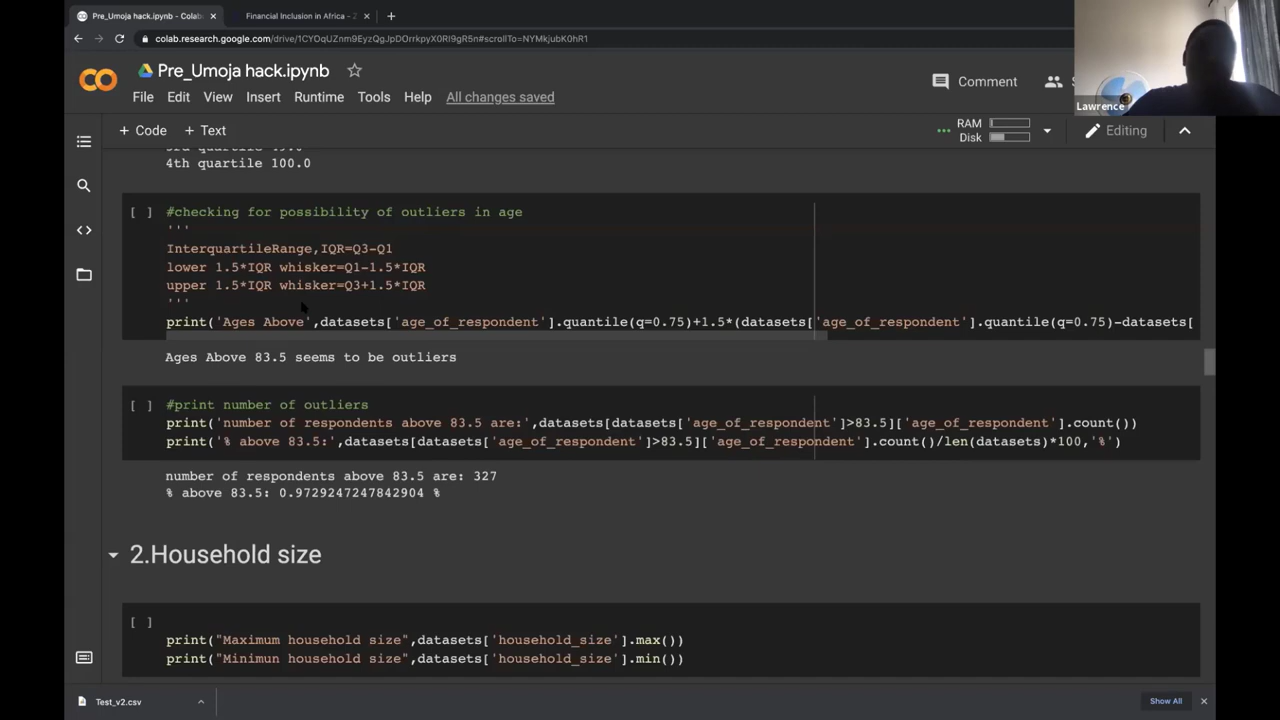 Pre_Umoja hack.ipynb - Colab
Financial Inclusion in Africa - Z
colab.research.google.com/drive/1CYOqUZnm9EyzQgJpDOrrkpyX0Rl9gR5n#scrollTo=NYMkjubK0hR1
Pre_Umoja hack.ipynb
Comment
File Edit View Insert Runtime Tools Help All changes saved
Lawrence
+ Code + Text
RAM
Disk
Editing
4th quartile 100.0
[ ] #checking for possibility of outliers in age
'''
InterquartileRange,IQR=Q3-Q1
lower 1.5*IQR whisker=Q1-1.5*IQR
upper 1.5*IQR whisker=Q3+1.5*IQR
'''
print('Ages Above',datasets['age_of_respondent'].quantile(q=0.75)+1.5*(datasets['age_of_respondent'].quantile(q=0.75)-datasets[
Ages Above 83.5 seems to be outliers
[ ] #print number of outliers
print('number of respondents above 83.5 are:',datasets[datasets['age_of_respondent']>83.5]['age_of_respondent'].count())
print('% above 83.5:',datasets[datasets['age_of_respondent']>83.5]['age_of_respondent'].count()/len(datasets)*100,'%')
number of respondents above 83.5 are: 327
% above 83.5: 0.9729247247842904 %
2.Household size
[ ]
print("Maximum household size",datasets['household_size'].max())
print("Minimun household size",datasets['household_size'].min())
Test_v2.csv
Show All